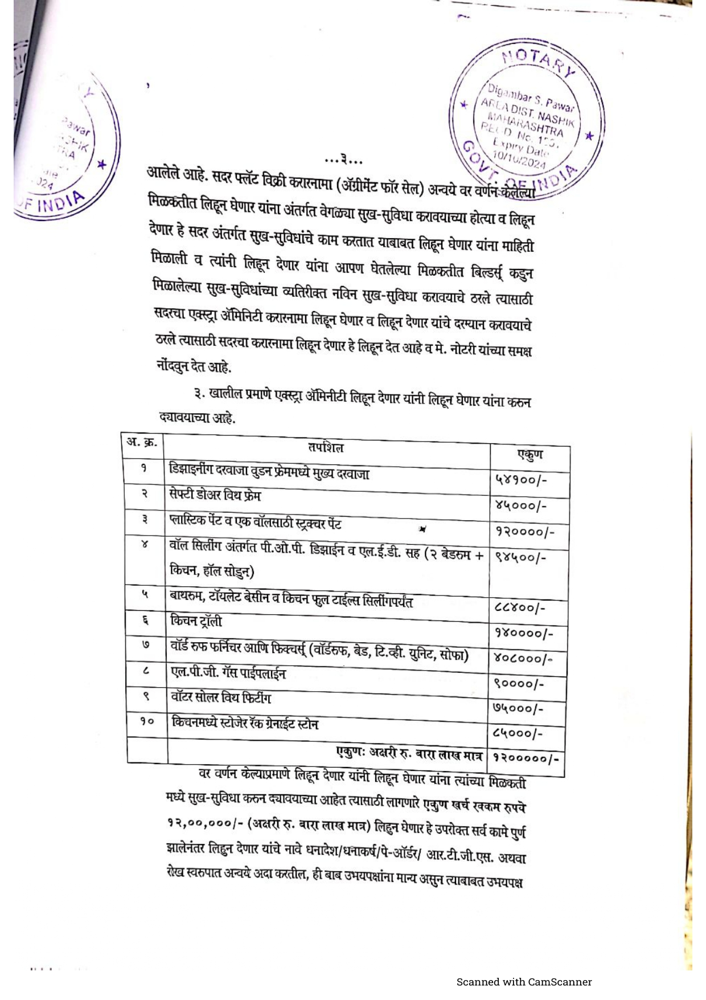 NOTARY
Digambar S. Pawar
AREA DIST. NASHIK
MAHARASHTRA
REGD No.
Expiry Date
10/10/2024
GOVT. OF INDIA
Pawar
OF INDIA
...३...
आलेले आहे. सदर फ्लॅट विक्री करारनामा (ॲग्रीमेंट फॉर सेल) अन्वये वर वर्णन केलेल्या
मिळकतीत लिहून घेणार यांना अंतर्गत वेगळ्या सुख-सुविधा करावयाच्या होत्या व लिहून
देणार हे सदर अंतर्गत सुख-सुविधांचे काम करतात याबाबत लिहून घेणार यांना माहिती
मिळाली व त्यांनी लिहून देणार यांना आपण घेतलेल्या मिळकतीत बिल्डर्स् कडुन
मिळालेल्या सुख-सुविधांच्या व्यतिरीक्त नविन सुख-सुविधा करावयाचे ठरले त्यासाठी
सदरचा एक्स्ट्रा ॲमिनिटी करारनामा लिहून घेणार व लिहून देणार यांचे दरम्यान करावयाचे
ठरले त्यासाठी सदरचा करारनामा लिहून देणार हे लिहून देत आहे व मे. नोटरी यांच्या समक्ष
नोंदवुन देत आहे.
३. खालील प्रमाणे एक्स्ट्रा ॲमिनीटी लिहून देणार यांनी लिहून घेणार यांना करुन
द्यावयाच्या आहे.
अ. क्र. तपशिल एकुण
१ डिझाइनींग दरवाजा वुडन फ्रेममध्ये मुख्य दरवाजा ५४१००/-
२ सेफ्टी डोअर विथ फ्रेम ४५०००/-
३ प्लास्टिक पेंट व एक वॉलसाठी स्ट्रक्चर पेंट १२००००/-
४ वॉल सिलींग अंतर्गत पी.ओ.पी. डिझाईन व एल.ई.डी. सह (२ बेडरुम + ९४५००/-
किचन, हॉल सोडुन)
५ बाथरुम, टॉयलेट बेसीन व किचन फुल टाईल्स सिलींगपर्यंत ८८४००/-
६ किचन ट्रॉली १४००००/-
७ वॉर्ड रुफ फर्निचर आणि फिक्चर्स् (वॉर्डरुफ, बेड, टि.व्ही. युनिट, सोफा) ४०८०००/-
८ एल.पी.जी. गॅस पाईपलाईन ९००००/-
९ वॉटर सोलर विथ फिटींग ७५०००/-
१० किचनमध्ये स्टोजेर रॅक ग्रेनाईट स्टोन ८५०००/-
एकुणः अक्षरी रु. बारा लाख मात्र १२०००००/-
वर वर्णन केल्याप्रमाणे लिहून देणार यांनी लिहून घेणार यांना त्यांच्या मिळकती
मध्ये सुख-सुविधा करुन द्यावयाच्या आहेत त्यासाठी लागणारे एकुण खर्च रक्कम रुपये
१२,००,०००/- (अक्षरी रु. बारा लाख मात्र) लिहुन घेणार हे उपरोक्त सर्व कामे पुर्ण
झालेनंतर लिहुन देणार यांचे नावे धनादेश/धनाकर्ष/पे-ऑर्डर/ आर.टी.जी.एस. अथवा
रोख स्वरुपात अन्वये अदा करतील, ही बाब उभयपक्षांना मान्य असुन त्याबाबत उभयपक्ष
Scanned with CamScanner